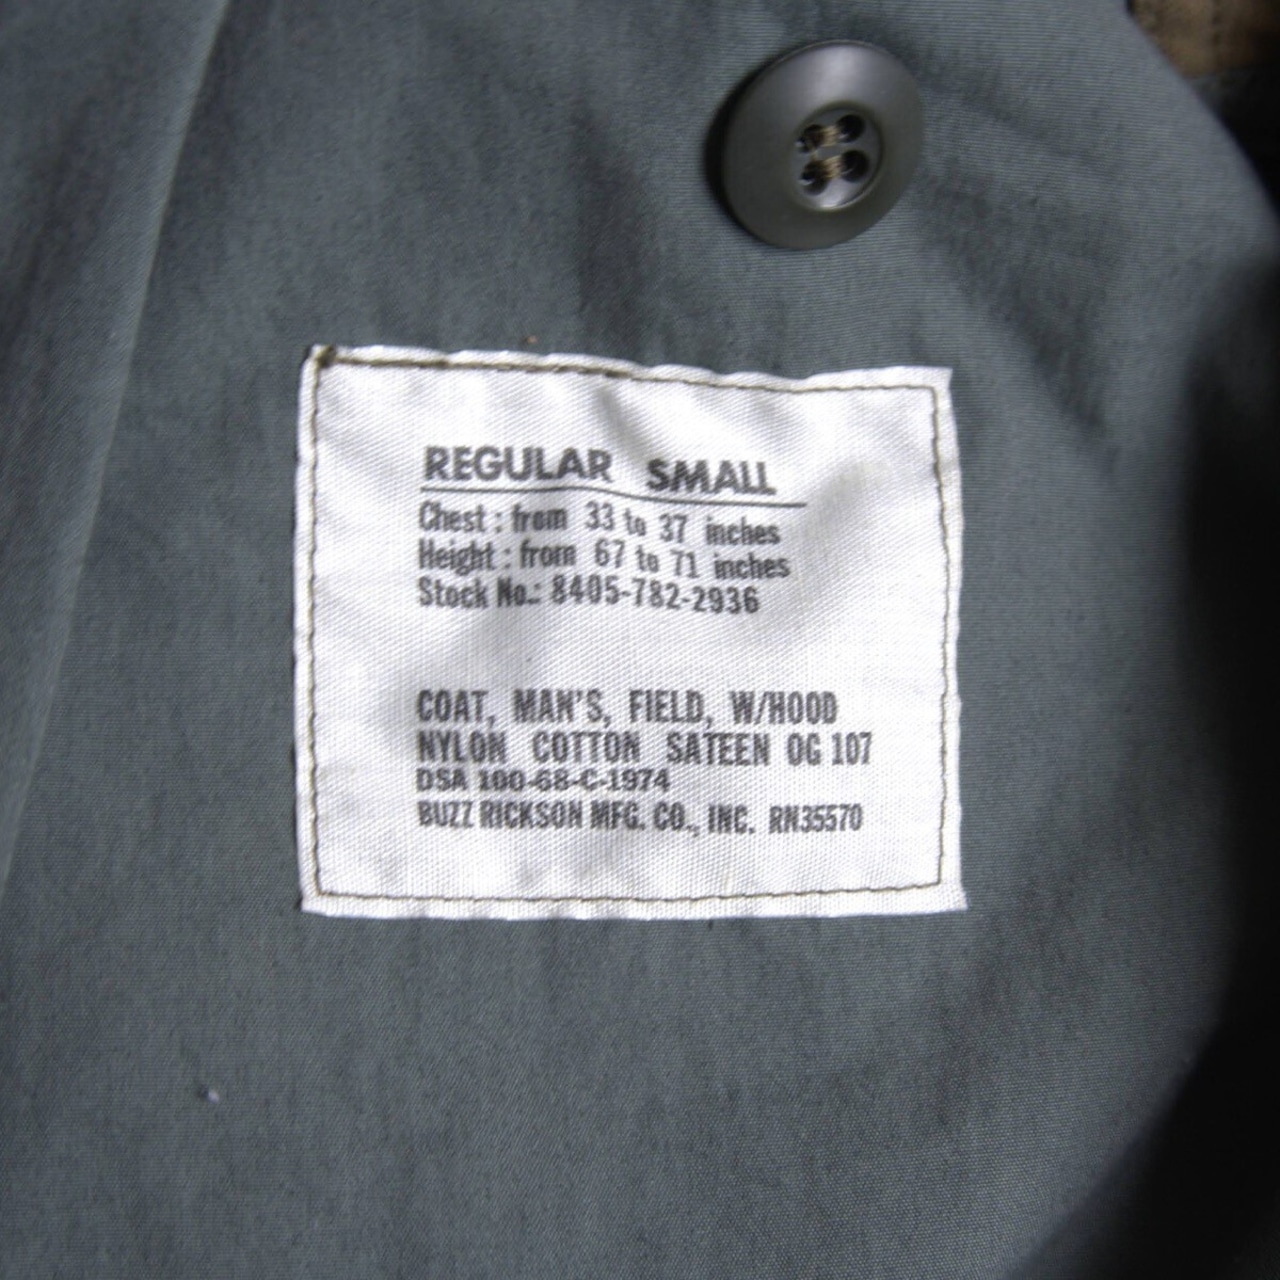 REGULAR SMALL
Chest : from 33 to 37 inches
Height : from 67 to 71 inches
Stock No.: 8405-782-2936
COAT, MAN'S, FIELD, W/HOOD
NYLON COTTON SATEEN OG 107
DSA 100-68-C-1974
BUZZ RICKSON MFG. CO., INC. RN35570